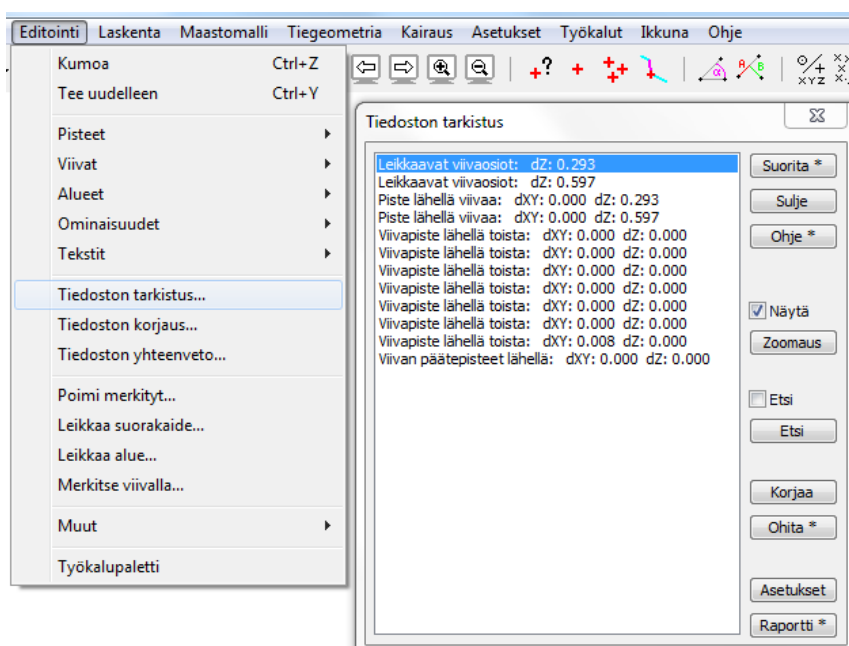 Editointi Laskenta Maastomalli Tiegeometria Kairaus Asetukset Työkalut Ikkuna Ohje
Kumoa Ctrl+Z
Tee uudelleen Ctrl+Y
Pisteet
Viivat
Alueet
Ominaisuudet
Tekstit
Tiedoston tarkistus...
Tiedoston korjaus...
Tiedoston yhteenveto...
Poimi merkityt...
Leikkaa suorakaide...
Leikkaa alue...
Merkitse viivalla...
Muut
Työkalupaletti
?
α
A B
XYZ
Tiedoston tarkistus
Leikkaavat viivaosiot: dZ: 0.293
Leikkaavat viivaosiot: dZ: 0.597
Piste lähellä viivaa: dXY: 0.000 dZ: 0.293
Piste lähellä viivaa: dXY: 0.000 dZ: 0.597
Viivapiste lähellä toista: dXY: 0.000 dZ: 0.000
Viivapiste lähellä toista: dXY: 0.000 dZ: 0.000
Viivapiste lähellä toista: dXY: 0.000 dZ: 0.000
Viivapiste lähellä toista: dXY: 0.000 dZ: 0.000
Viivapiste lähellä toista: dXY: 0.000 dZ: 0.000
Viivapiste lähellä toista: dXY: 0.000 dZ: 0.000
Viivapiste lähellä toista: dXY: 0.008 dZ: 0.000
Viivan päätepisteet lähellä: dXY: 0.000 dZ: 0.000
Suorita *
Sulje
Ohje *
Näytä
Zoomaus
Etsi
Etsi
Korjaa
Ohita *
Asetukset
Raportti *